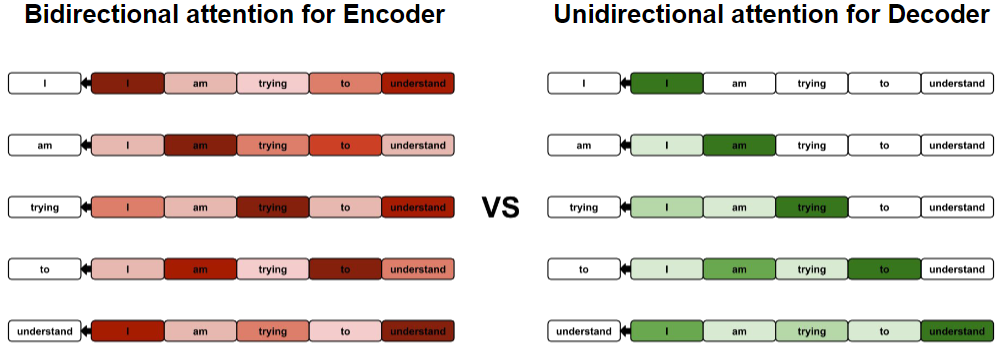 Bidirectional attention for Encoder
I I am trying to understand
am I am trying to understand
trying I am trying to understand
to I am trying to understand
understand I am trying to understand
VS
Unidirectional attention for Decoder
I I am trying to understand
am I am trying to understand
trying I am trying to understand
to I am trying to understand
understand I am trying to understand